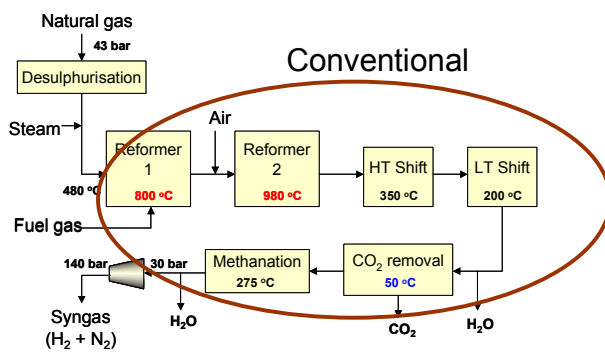 Natural gas
43 bar
Conventional
Desulphurisation
Steam
Air
Reformer
1
800 °C
Reformer
2
980 °C
HT Shift
350 °C
LT Shift
200 °C
480 °C
Fuel gas
140 bar
30 bar
Methanation
275 °C
CO₂ removal
50 °C
Syngas
(H₂ + N₂)
H₂O
CO₂
H₂O